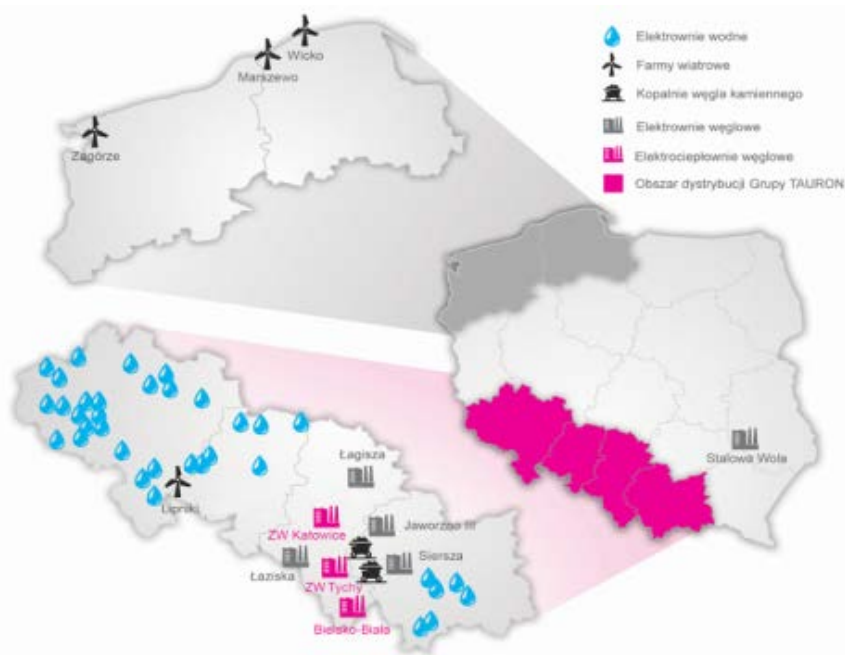 Wicko
Marszewo
Zagórze
Elektrownie wodne
Farmy wiatrowe
Kopalnie węgla kamiennego
Elektrownie węglowe
Elektrociepłownie węglowe
Obszar dystrybucji Grupy TAURON
Stalowa Wola
Łagisza
Lipniki
ZW Katowice
Jaworzno III
Łaziska
Siersza
ZW Tychy
Bielsko-Biała